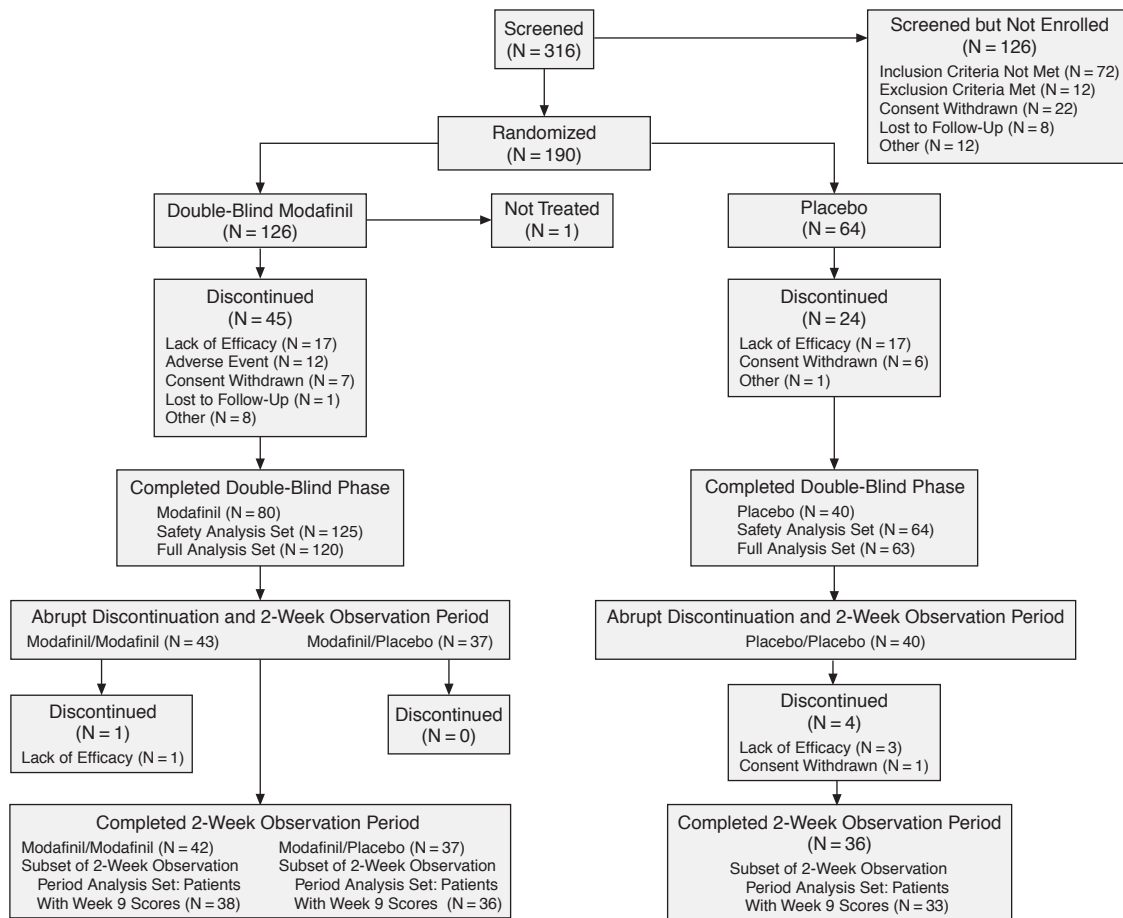 Screened
(N = 316)
Screened but Not Enrolled
(N = 126)
Inclusion Criteria Not Met (N = 72)
Exclusion Criteria Met (N = 12)
Consent Withdrawn (N = 22)
Lost to Follow-Up (N = 8)
Other (N = 12)
Randomized
(N = 190)
Double-Blind Modafinil
(N = 126)
Not Treated
(N = 1)
Placebo
(N = 64)
Discontinued
(N = 45)
Lack of Efficacy (N = 17)
Adverse Event (N = 12)
Consent Withdrawn (N = 7)
Lost to Follow-Up (N = 1)
Other (N = 8)
Discontinued
(N = 24)
Lack of Efficacy (N = 17)
Consent Withdrawn (N = 6)
Other (N = 1)
Completed Double-Blind Phase
Modafinil (N = 80)
Safety Analysis Set (N = 125)
Full Analysis Set (N = 120)
Completed Double-Blind Phase
Placebo (N = 40)
Safety Analysis Set (N = 64)
Full Analysis Set (N = 63)
Abrupt Discontinuation and 2-Week Observation Period
Modafinil/Modafinil (N = 43)
Modafinil/Placebo (N = 37)
Abrupt Discontinuation and 2-Week Observation Period
Placebo/Placebo (N = 40)
Discontinued
(N = 1)
Lack of Efficacy (N = 1)
Discontinued
(N = 0)
Discontinued
(N = 4)
Lack of Efficacy (N = 3)
Consent Withdrawn (N = 1)
Completed 2-Week Observation Period
Modafinil/Modafinil (N = 42)
Subset of 2-Week Observation
Period Analysis Set: Patients
With Week 9 Scores (N = 38)
Modafinil/Placebo (N = 37)
Subset of 2-Week Observation
Period Analysis Set: Patients
With Week 9 Scores (N = 36)
Completed 2-Week Observation Period
(N = 36)
Subset of 2-Week Observation
Period Analysis Set: Patients
With Week 9 Scores (N = 33)